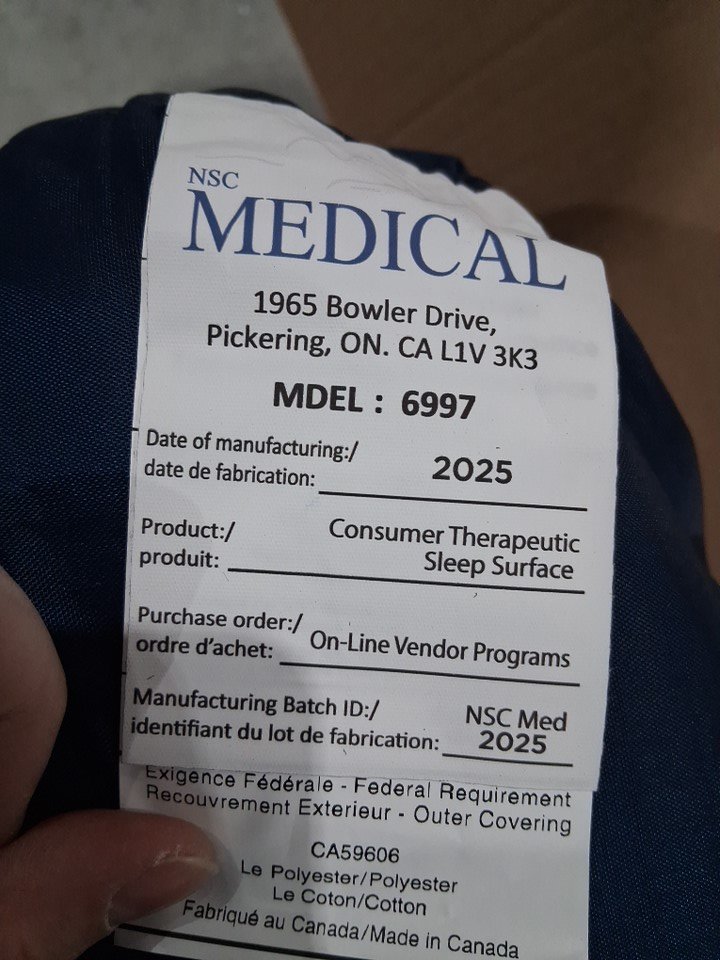 NSC
MEDICAL
1965 Bowler Drive,
Pickering, ON. CA L1V 3K3
MDEL : 6997
Date of manufacturing:/
date de fabrication:
2025
Product:/
produit:
Consumer Therapeutic
Sleep Surface
Purchase order:/
ordre d'achet:
On-Line Vendor Programs
Manufacturing Batch ID:/
identifiant du lot de fabrication:
NSC Med
2025
Exigence Fédérale - Federal Requirement
Recouvrement Exterieur - Outer Covering
CA59606
Le Polyester/Polyester
Le Coton/Cotton
Fabriqué au Canada/Made in Canada